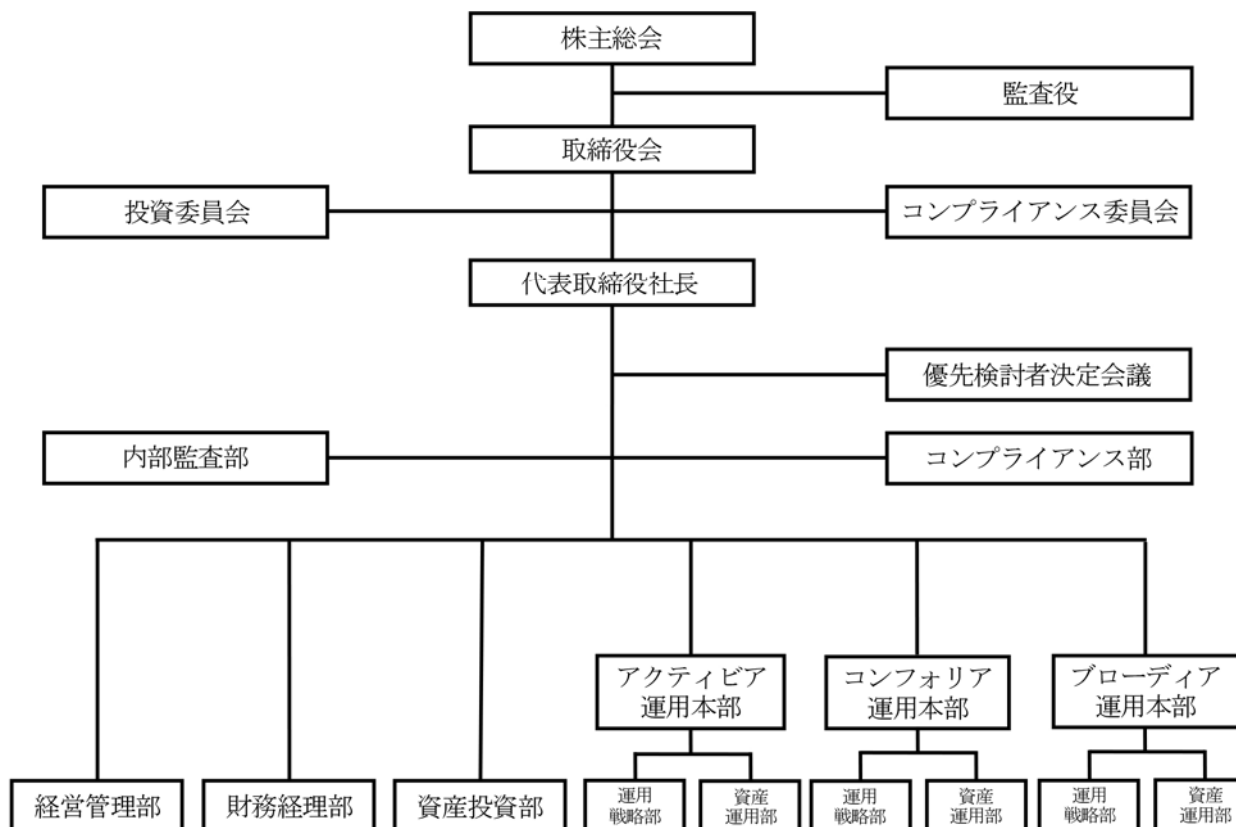 株主総会
監査役
取締役会
投資委員会
コンプライアンス委員会
代表取締役社長
優先検討者決定会議
内部監査部
コンプライアンス部
アクティビア
運用本部
コンフォリア
運用本部
ブローディア
運用本部
経営管理部
財務経理部
資産投資部
運用
戦略部
資産
運用部
運用
戦略部
資産
運用部
運用
戦略部
資産
運用部